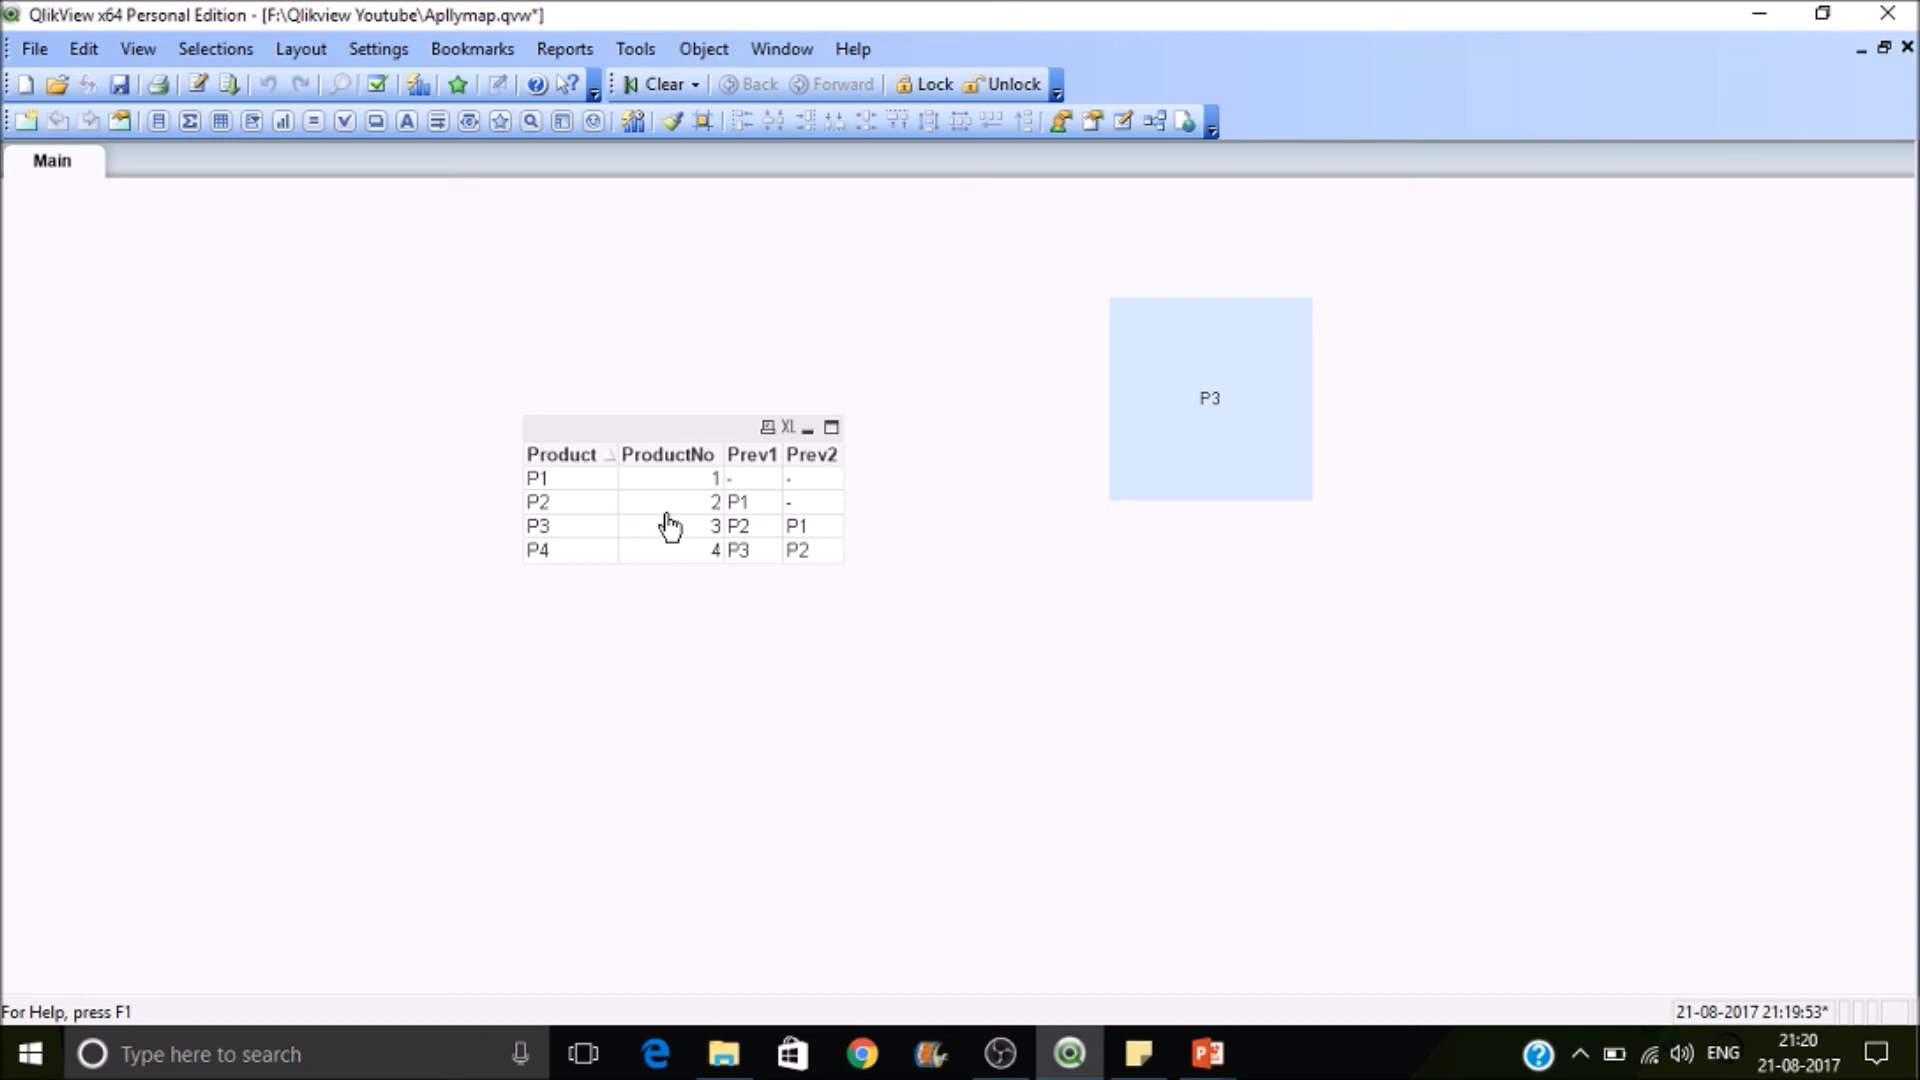 QlikView x64 Personal Edition - [F:\Qlikview Youtube\Apllymap.qvw*]
File Edit View Selections Layout Settings Bookmarks Reports Tools Object Window Help
Clear Back Forward Lock Unlock
Main
P3
XL
Product ProductNo Prev1 Prev2
P1 1 - -
P2 2 P1 -
P3 3 P2 P1
P4 4 P3 P2
For Help, press F1
21-08-2017 21:19:53*
Type here to search
ENG
21:20
21-08-2017